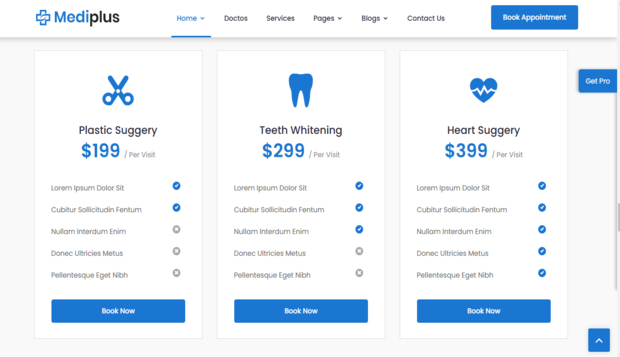 Mediplus
Home Doctos Services Pages Blogs Contact Us
Book Appointment
Get Pro
Plastic Suggery
$199 / Per Visit
Lorem Ipsum Dolor Sit
Cubitur Sollicitudin Fentum
Nullam Interdum Enim
Donec Ultricies Metus
Pellentesque Eget Nibh
Book Now
Teeth Whitening
$299 / Per Visit
Lorem Ipsum Dolor Sit
Cubitur Sollicitudin Fentum
Nullam Interdum Enim
Donec Ultricies Metus
Pellentesque Eget Nibh
Book Now
Heart Suggery
$399 / Per Visit
Lorem Ipsum Dolor Sit
Cubitur Sollicitudin Fentum
Nullam Interdum Enim
Donec Ultricies Metus
Pellentesque Eget Nibh
Book Now